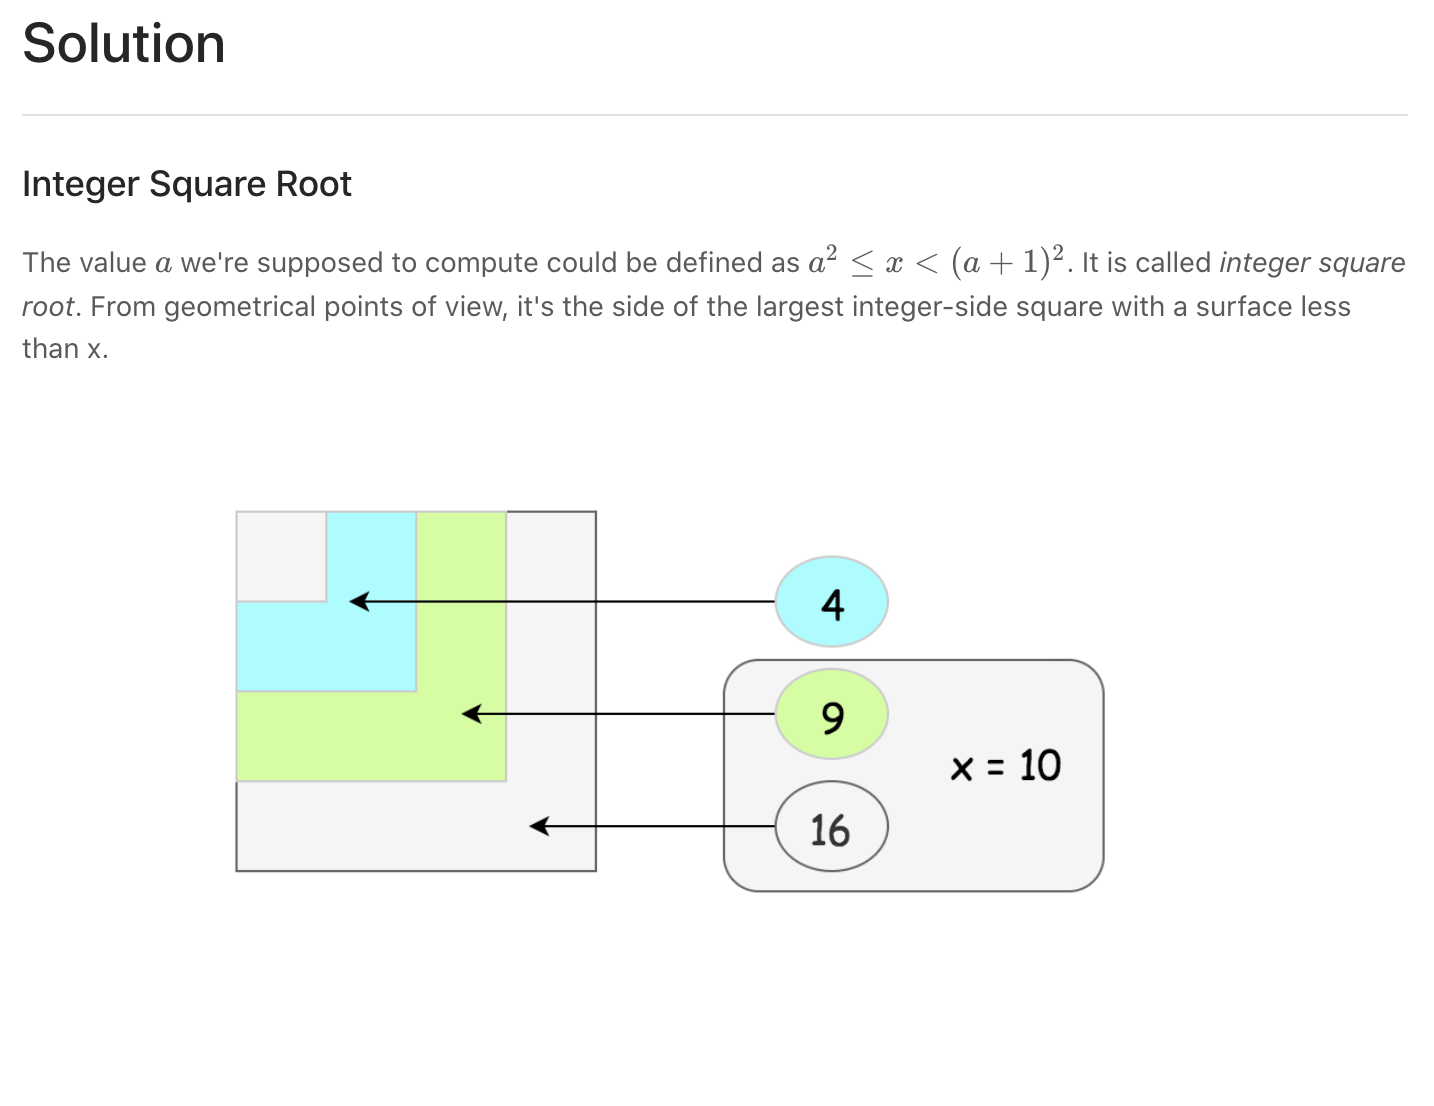 Solution
Integer Square Root
The value a we're supposed to compute could be defined as a² ≤ x < (a + 1)². It is called integer square
root. From geometrical points of view, it's the side of the largest integer-side square with a surface less
than x.
4
9
x = 10
16